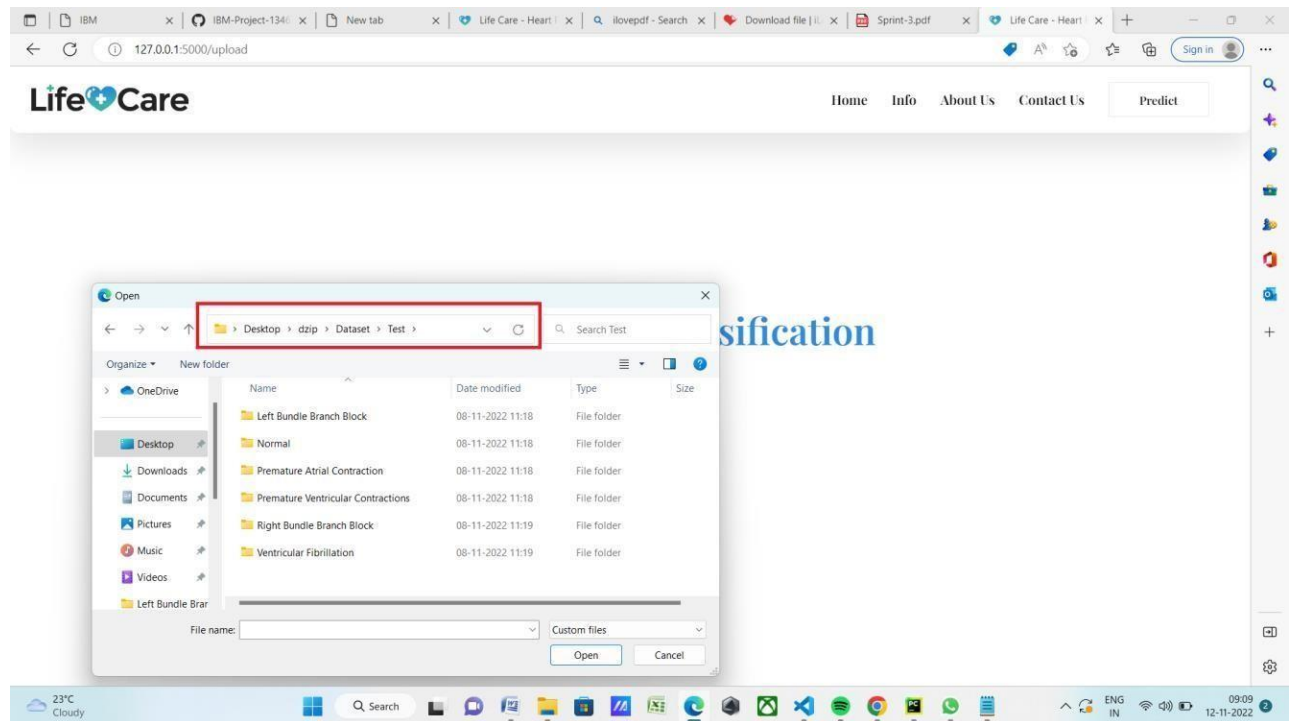 IBM
IBM-Project-134
New tab
Life Care - Heart
ilovepdf - Search
Download file | iL
Sprint-3.pdf
Life Care - Heart
127.0.0.1:5000/upload
Sign in
Life Care
Home Info About Us Contact Us Predict
sification
Open
Desktop › dzip › Dataset › Test ›
Search Test
Organize New folder
Name Date modified Type Size
OneDrive
Desktop
Downloads
Documents
Pictures
Music
Videos
Left Bundle Brar
Left Bundle Branch Block 08-11-2022 11:18 File folder
Normal 08-11-2022 11:18 File folder
Premature Atrial Contraction 08-11-2022 11:18 File folder
Premature Ventricular Contractions 08-11-2022 11:18 File folder
Right Bundle Branch Block 08-11-2022 11:19 File folder
Ventricular Fibrillation 08-11-2022 11:19 File folder
File name: Custom files
Open Cancel
23°C
Cloudy
Search
ENG
IN
09:09
12-11-2022
2